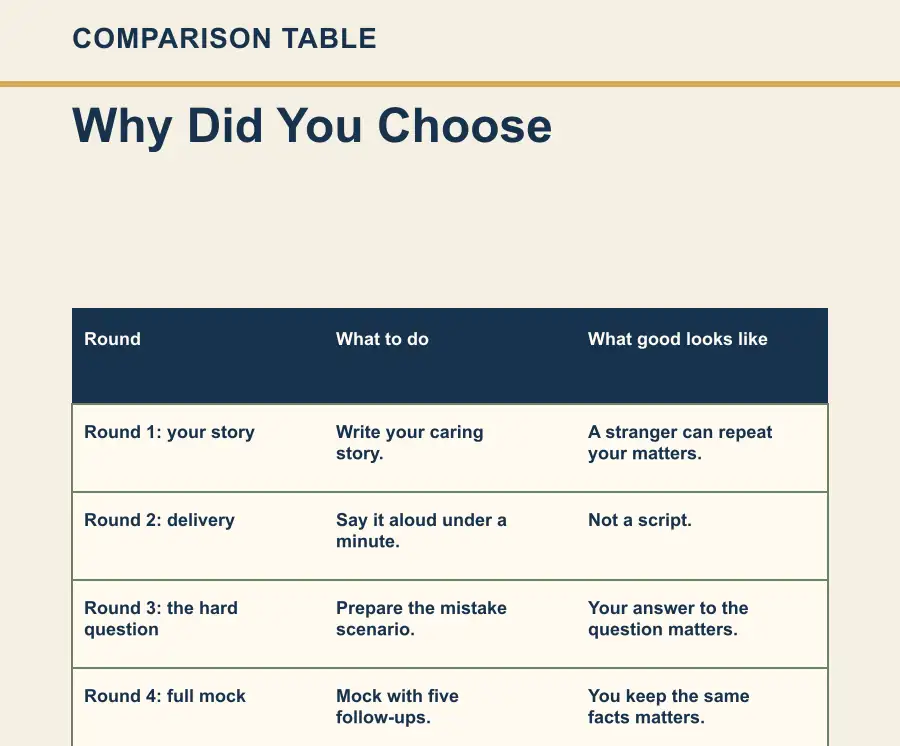 COMPARISON TABLE
Why Did You Choose
Round What to do What good looks like
Round 1: your story Write your caring A stranger can repeat
story. your matters.
Round 2: delivery Say it aloud under a Not a script.
minute.
Round 3: the hard Prepare the mistake Your answer to the
question scenario. question matters.
Round 4: full mock Mock with five You keep the same
follow-ups. facts matters.